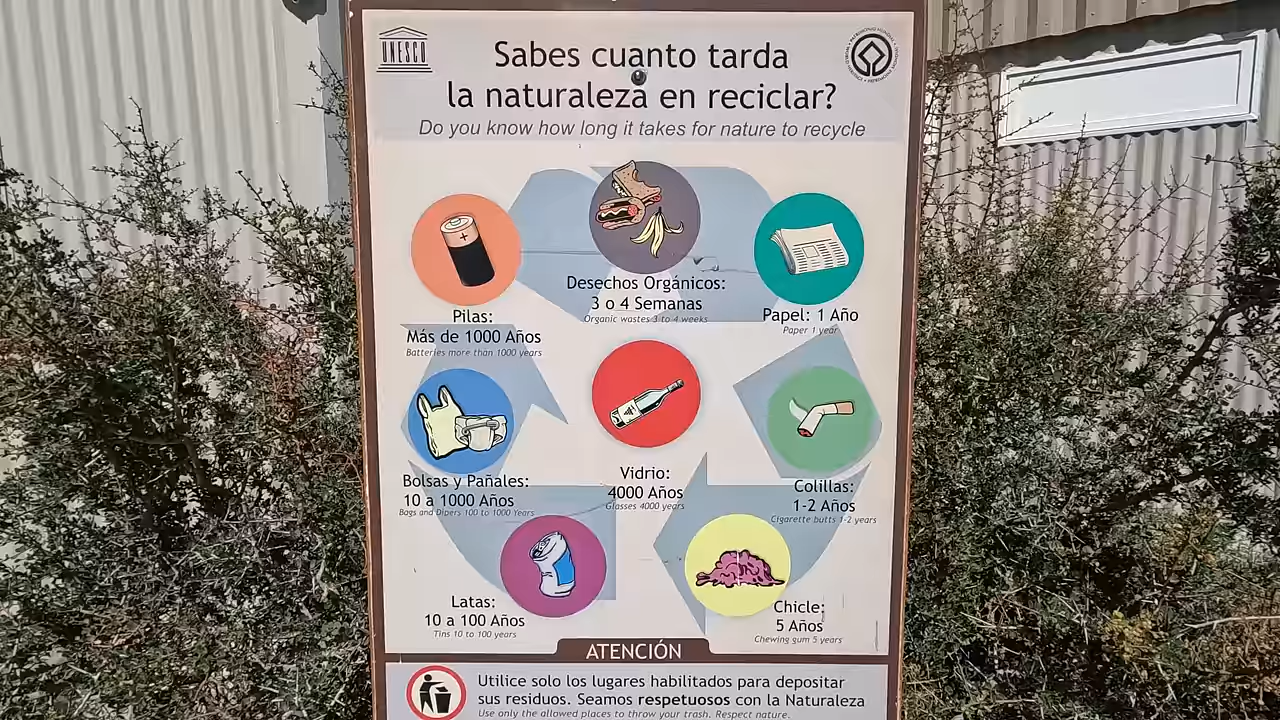 UNESCO
Sabes cuanto tarda
la naturaleza en reciclar?
Do you know how long it takes for nature to recycle
Desechos Orgánicos:
3 o 4 Semanas
Organic wastes 3 to 4 weeks
Papel: 1 Año
Paper 1 year
Pilas:
Más de 1000 Años
Batteries more than 1000 years
Bolsas y Pañales:
10 a 1000 Años
Bags and Dipers 100 to 1000 Years
Vidrio:
4000 Años
Glasses 4000 years
Colillas:
1-2 Años
Cigarette butts 1-2 years
Latas:
10 a 100 Años
Tins 10 to 100 years
Chicle:
5 Años
Chewing gum 5 years
ATENCIÓN
Utilice solo los lugares habilitados para depositar
sus residuos. Seamos respetuosos con la Naturaleza
Use only the allowed places to throw your trash. Respect nature.